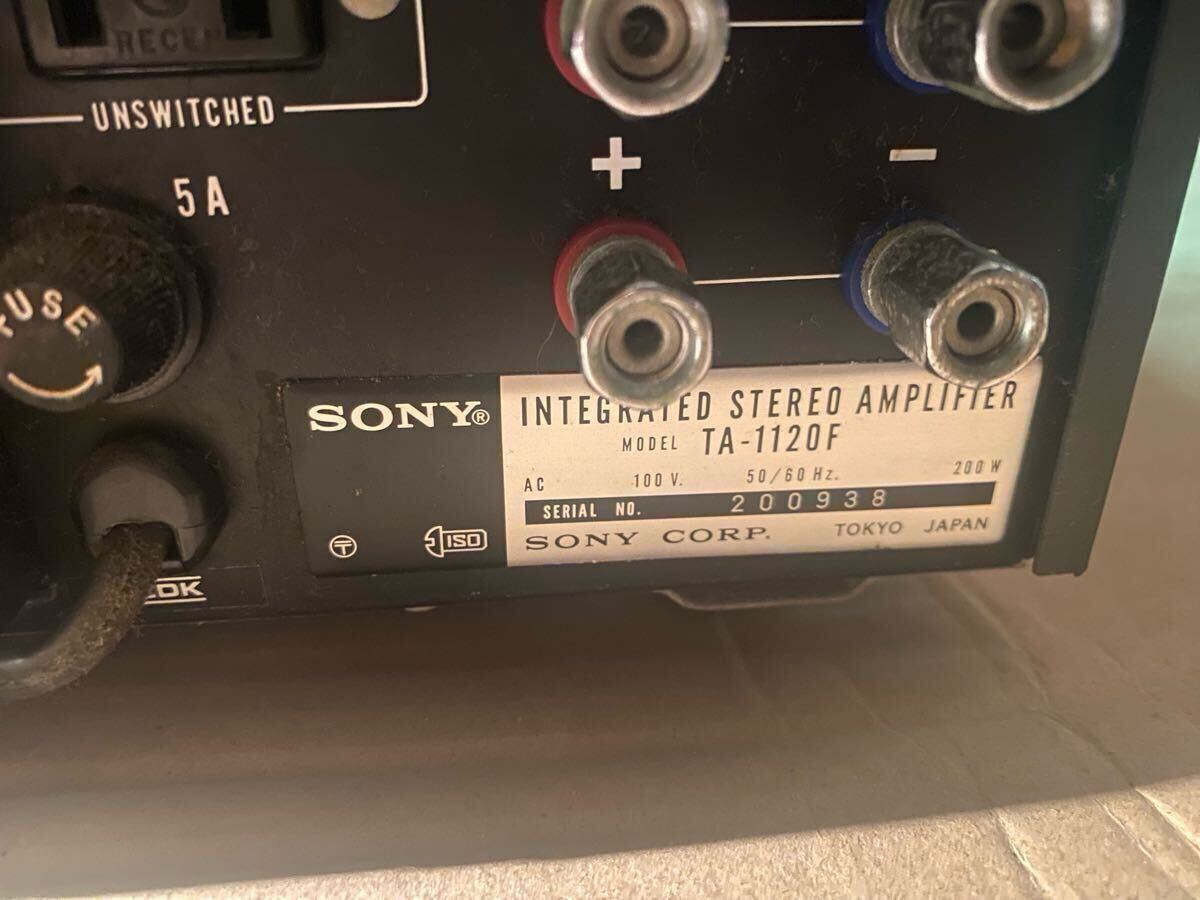 UNSWITCHED
5 A
FUSE
+ −
SONY®
INTEGRATED STEREO AMPLIFIER
MODEL TA-1120F
AC 100 V. 50/60 Hz. 200 W
SERIAL NO. 200938
SONY CORP. TOKYO JAPAN
ISO